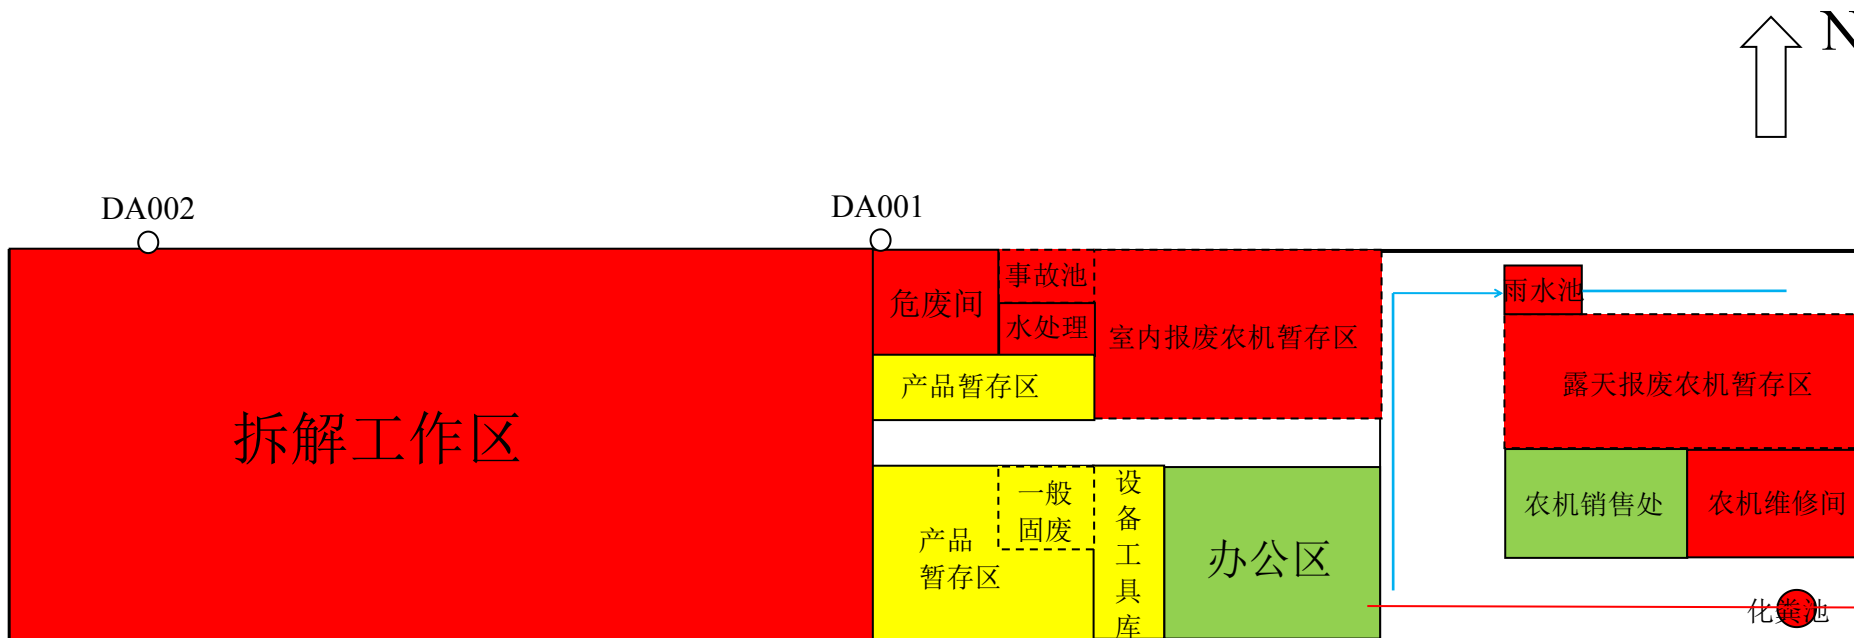 N
DA002
DA001
危废间
事故池
水处理
室内报废农机暂存区
雨水池
产品暂存区
露天报废农机暂存区
拆解工作区
一般
固废
设
备
工
具
库
产品
暂存区
办公区
农机销售处
农机维修间
化粪池